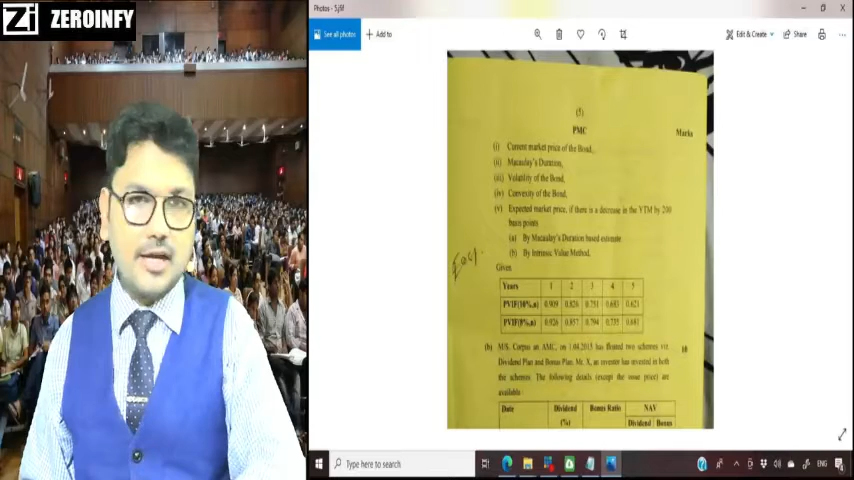 Zi ZEROINFY
Photos - 5.jfif
See all photos
Add to
Edit & Create
Share
(5)
PMC
Marks
(i) Current market price of the Bond,
(ii) Macaulay's Duration,
(iii) Volatility of the Bond,
(iv) Convexity of the Bond,
(v) Expected market price, if there is a decrease in the YTM by 200
basis points
(a) By Macaulay's Duration based estimate
(b) By Intrinsic Value Method,
Given
Years 1 2 3 4 5
PVIF(10%,n) 0.909 0.826 0.751 0.683 0.621
PVIF(8%,n) 0.926 0.857 0.794 0.735 0.681
(b) M/S. Corpus an AMC, on 1.04.2015 has floated two schemes viz. 10
Dividend Plan and Bonus Plan. Mr. X, an investor has invested in both
the schemes. The following details (except the issue price) are
available:
Date Dividend Bonus Ratio NAV
(%) Dividend Bonus
Type here to search
ENG